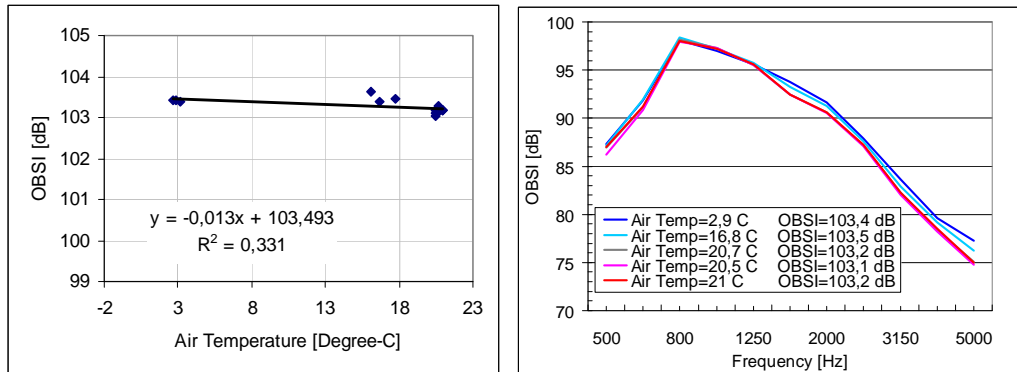 105
104
103
102
101
100
99
-2 3 8 13 18 23
OBSI [dB]
Air Temperature [Degree-C]
y = -0,013x + 103,493
R² = 0,331
100
95
90
85
80
75
70
500 800 1250 2000 3150 5000
OBSI [dB]
Frequency [Hz]
Air Temp=2,9 C OBSI=103,4 dB
Air Temp=16,8 C OBSI=103,5 dB
Air Temp=20,7 C OBSI=103,2 dB
Air Temp=20,5 C OBSI=103,1 dB
Air Temp=21 C OBSI=103,2 dB